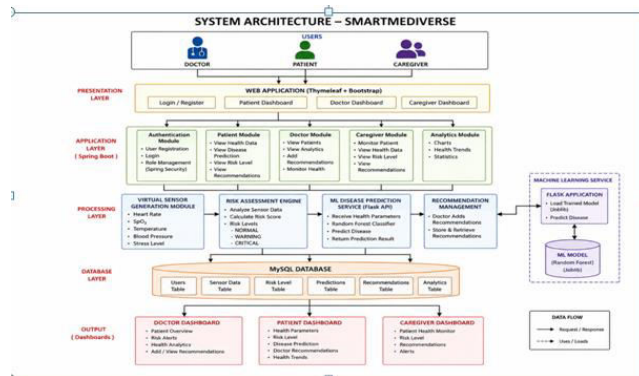 SYSTEM ARCHITECTURE – SMARTMEDIVERSE
USERS
DOCTOR
PATIENT
CAREGIVER
PRESENTATION
LAYER
WEB APPLICATION (Thymeleaf + Bootstrap)
Login / Register
Patient Dashboard
Doctor Dashboard
Caregiver Dashboard
APPLICATION
LAYER
( Spring Boot )
Authentication
Module
• User Registration
• Login
• Role Management
(Spring Security)
Patient Module
• View Health Data
• View Disease
Prediction
• View Risk Level
• View
Recommendations
Doctor Module
• View Patients
• View Analytics
• Add
Recommendations
• Monitor Health
Caregiver Module
• Monitor Patient
• View Health Data
• View Risk Level
• View
Recommendations
Analytics Module
• Charts
• Health Trends
• Statistics
PROCESSING
LAYER
VIRTUAL SENSOR
GENERATION MODULE
• Heart Rate
• SpO₂
• Temperature
• Blood Pressure
• Stress Level
RISK ASSESSMENT ENGINE
• Analyze Sensor Data
• Calculate Risk Score
• Risk Levels
- NORMAL
- WARNING
- CRITICAL
ML DISEASE PREDICTION
SERVICE (Flask API)
• Receive Health Parameters
• Random Forest Classifier
• Predict Disease
• Return Prediction Result
RECOMMENDATION
MANAGEMENT
• Doctor Adds
Recommendations
• Store & Retrieve
Recommendations
MACHINE LEARNING SERVICE
FLASK APPLICATION
• Load Trained Model
(Joblib)
• Predict Disease
ML MODEL
(Random Forest)
(Joblib)
DATABASE
LAYER
MySQL DATABASE
Users
Table
Sensor Data
Table
Risk Level
Table
Predictions
Table
Recommendations
Table
Analytics
Table
OUTPUT
( Dashboards )
DOCTOR DASHBOARD
• Patient Overview
• Risk Alerts
• Health Analytics
• Add / View Recommendations
PATIENT DASHBOARD
• Health Parameters
• Risk Level
• Disease Prediction
• Doctor Recommendations
• Health Trends
CAREGIVER DASHBOARD
• Patient Health Monitor
• Risk Level
• Recommendations
• Alerts
DATA FLOW
Request / Response
Uses / Loads